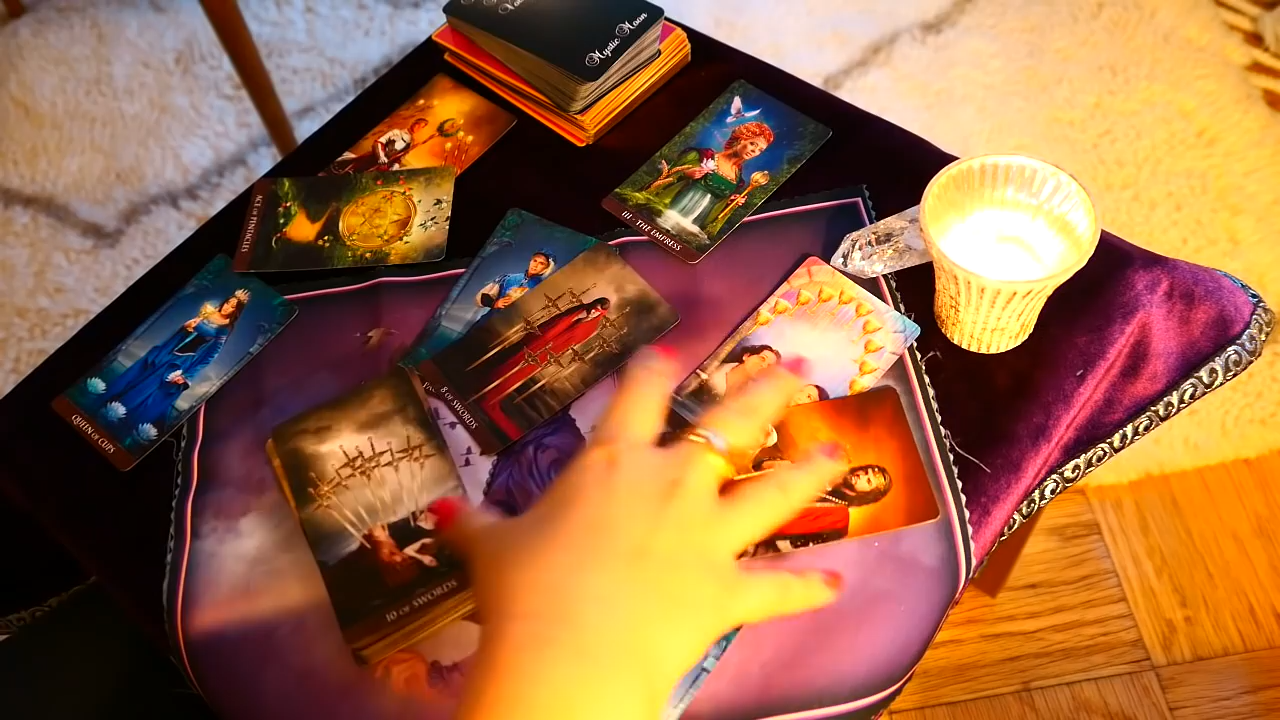 Mystic Moon
ACE OF PENTACLES
III - THE EMPRESS
QUEEN OF CUPS
8 OF SWORDS
10 OF SWORDS